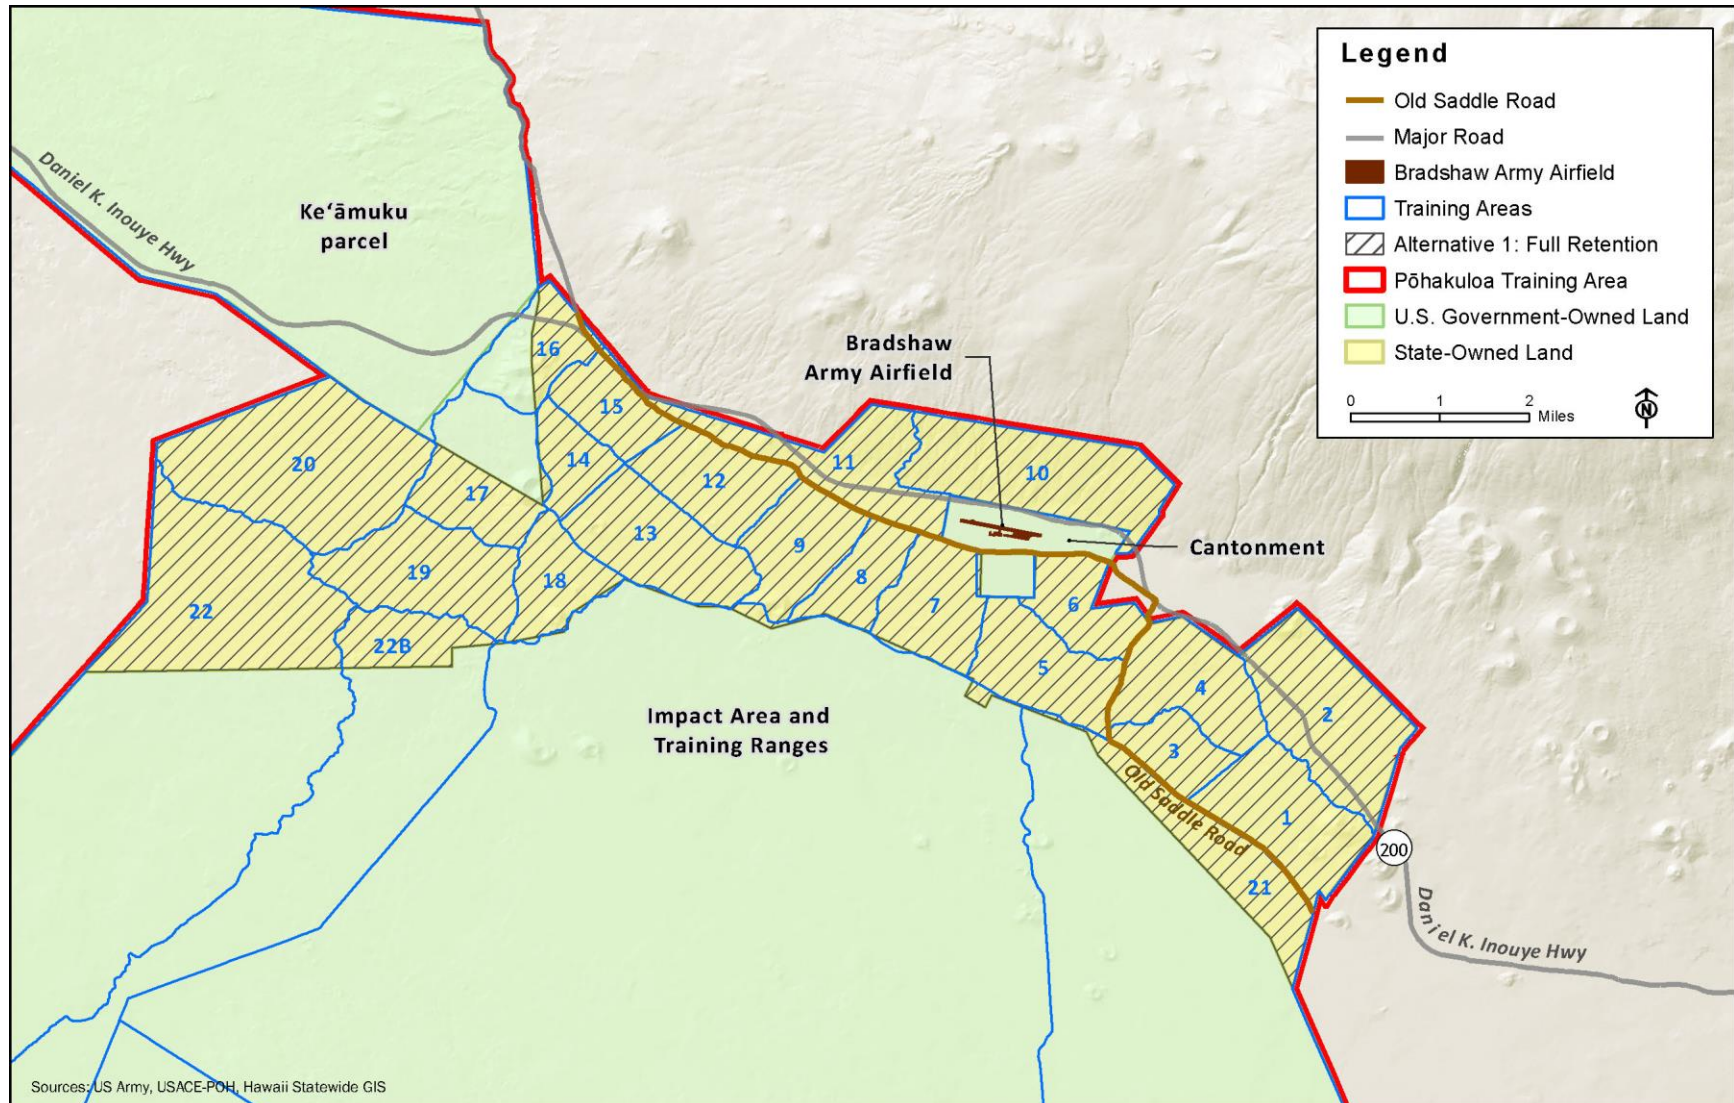 Legend
Old Saddle Road
Major Road
Bradshaw Army Airfield
Training Areas
Alternative 1: Full Retention
Pōhakuloa Training Area
U.S. Government-Owned Land
State-Owned Land
0 1 2
Miles
N
Daniel K. Inouye Hwy
Keʻāmuku
parcel
Bradshaw
Army Airfield
Cantonment
16
15
14
12
11
10
20
17
13
9
8
7
6
19
18
22
22B
5
4
2
3
1
21
Impact Area and
Training Ranges
Old Saddle Road
200
Daniel K. Inouye Hwy
Sources: US Army, USACE-POH, Hawaii Statewide GIS